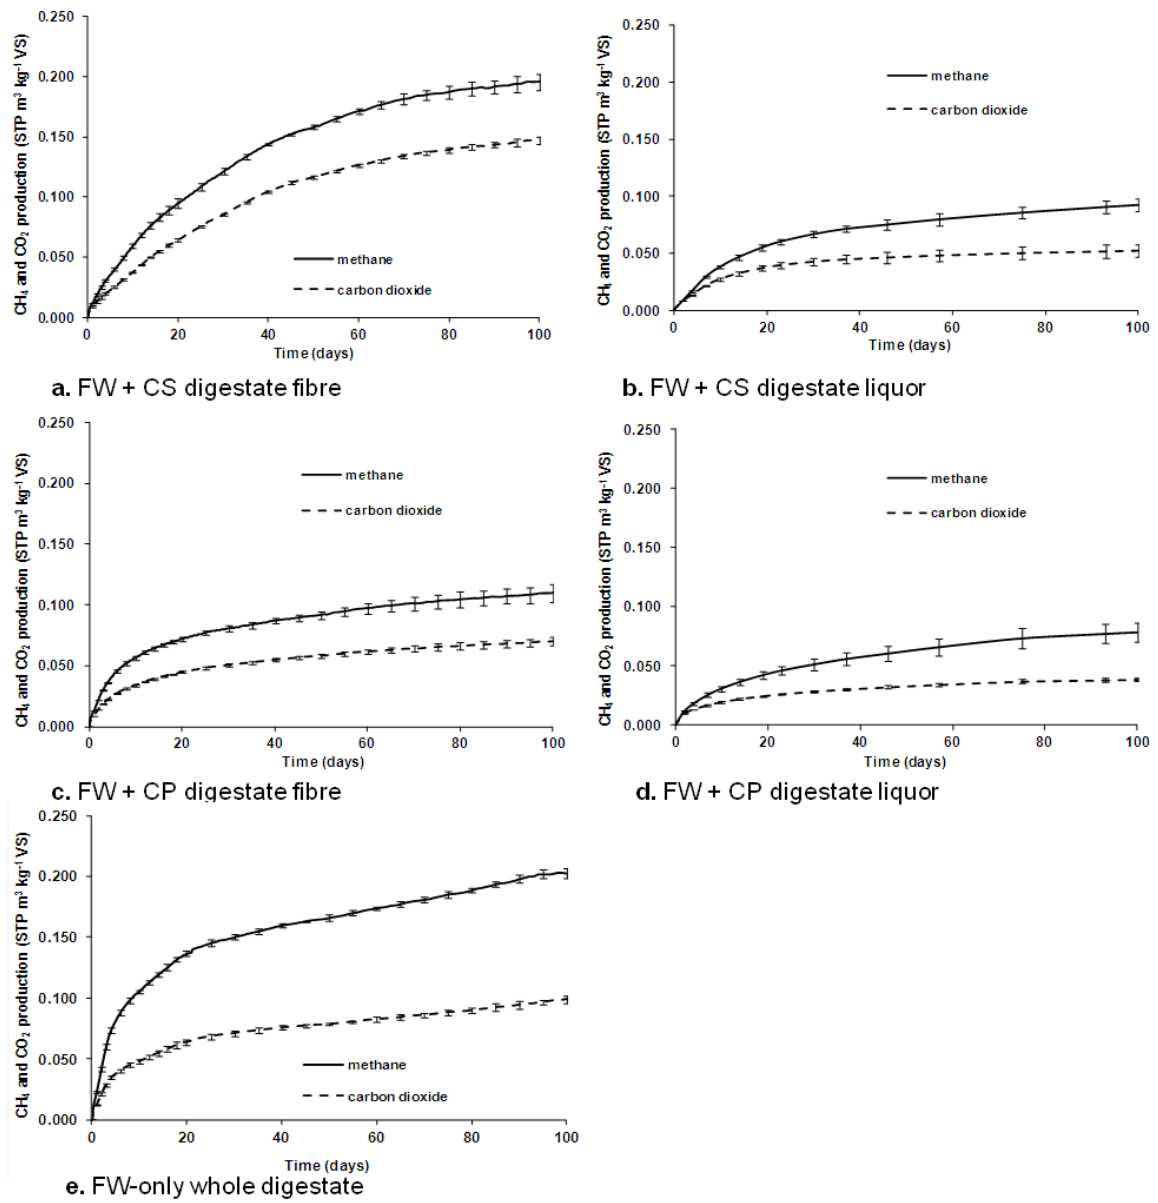 CH₄ and CO₂ production (STP m³ kg⁻¹ VS)
0.250
0.200
0.150
0.100
0.050
0.000
methane
carbon dioxide
0 20 40 60 80 100
Time (days)
a. FW + CS digestate fibre
CH₄ and CO₂ production (STP m³ kg⁻¹ VS)
0.250
0.200
0.150
0.100
0.050
0.000
methane
carbon dioxide
0 20 40 60 80 100
Time (days)
b. FW + CS digestate liquor
CH₄ and CO₂ production (STP m³ kg⁻¹ VS)
0.250
0.200
0.150
0.100
0.050
0.000
methane
carbon dioxide
0 20 40 60 80 100
Time (days)
c. FW + CP digestate fibre
CH₄ and CO₂ production (STP m³ kg⁻¹ VS)
0.250
0.200
0.150
0.100
0.050
0.000
methane
carbon dioxide
0 20 40 60 80 100
Time (days)
d. FW + CP digestate liquor
CH₄ and CO₂ production (STP m³ kg⁻¹ VS)
0.250
0.200
0.150
0.100
0.050
0.000
methane
carbon dioxide
0 20 40 60 80 100
Time (days)
e. FW-only whole digestate